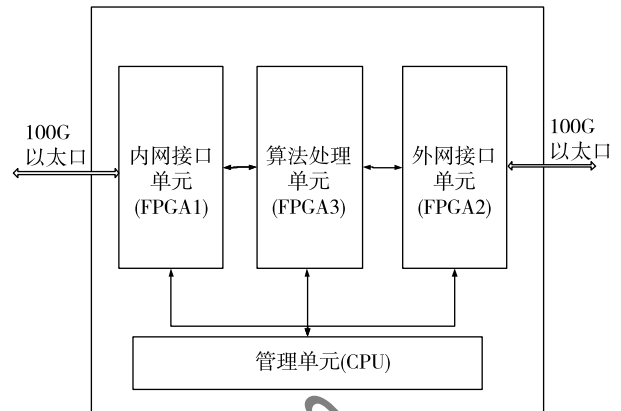 100G
以太口
内网接口
单元
(FPGA1)
算法处理
单元
(FPGA3)
外网接口
单元
(FPGA2)
100G
以太口
管理单元(CPU)